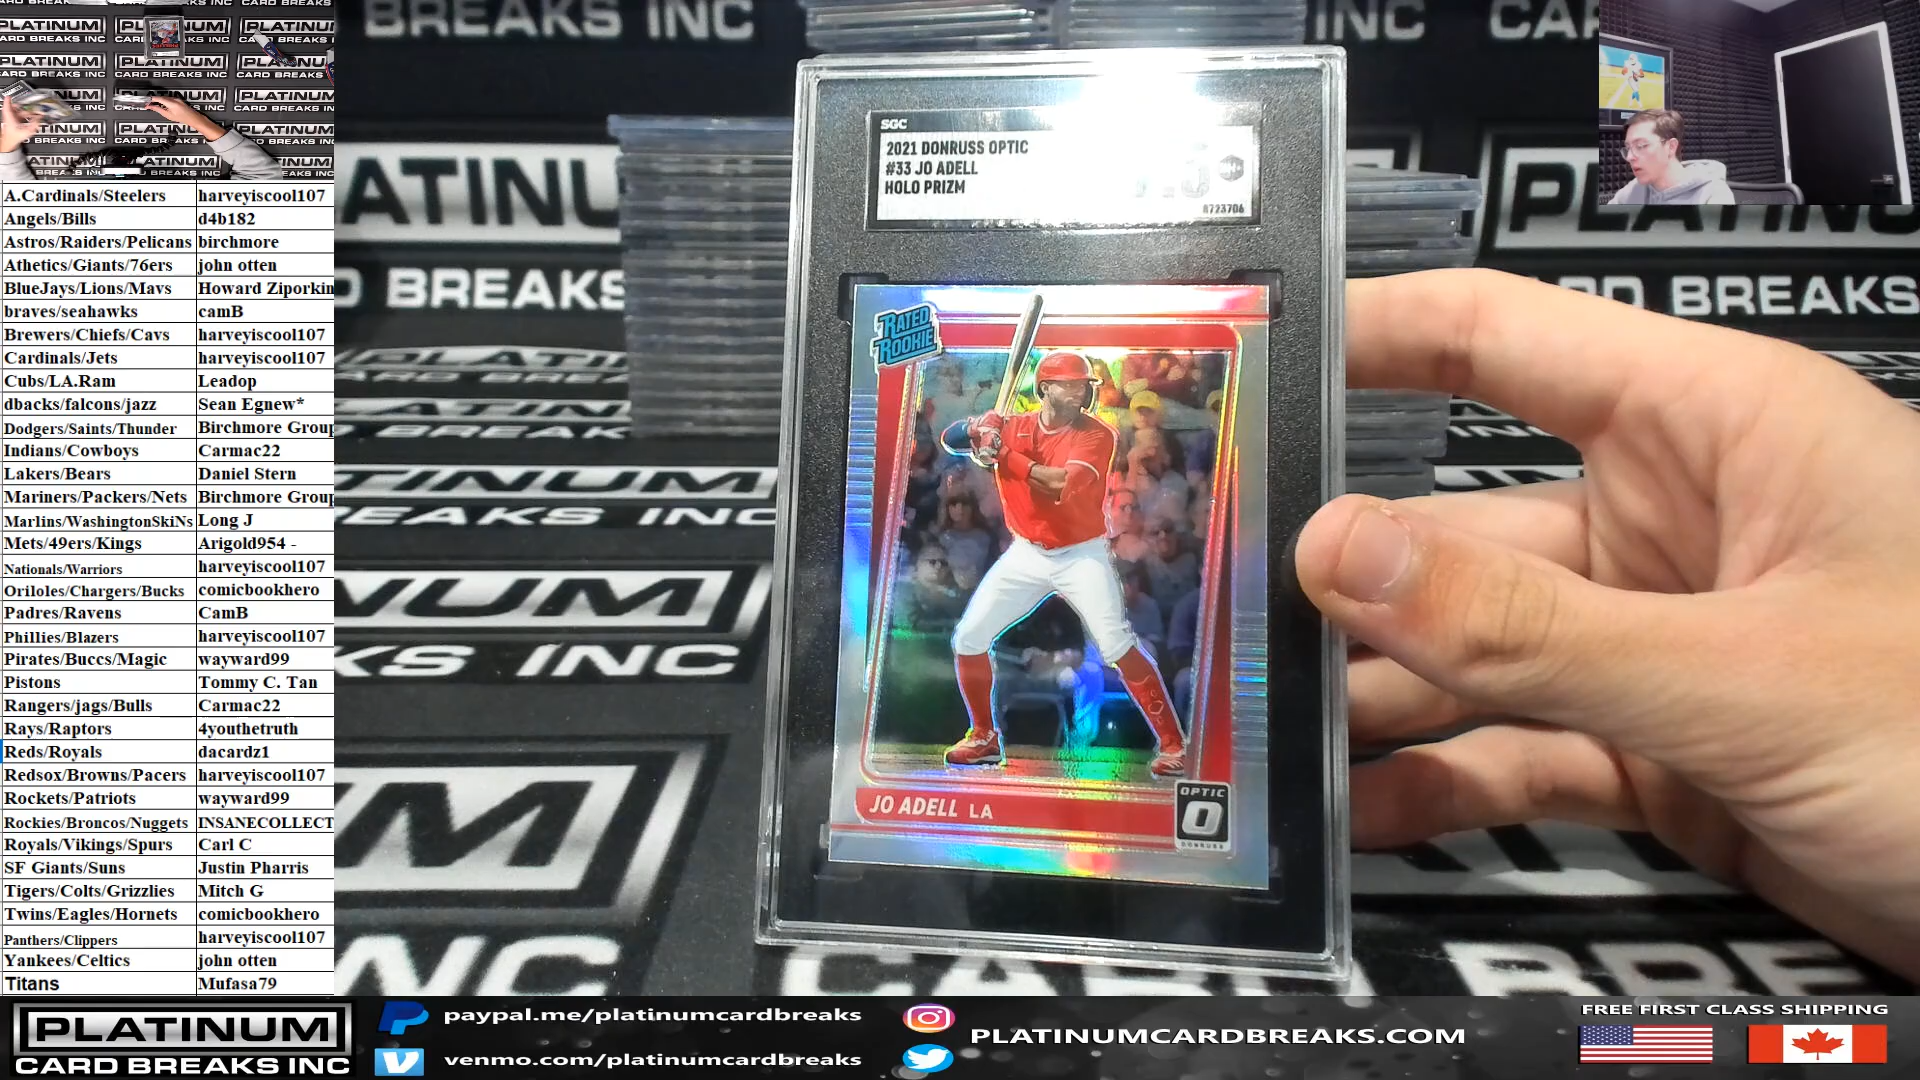 A.Cardinals/Steelers harveyiscool107
Angels/Bills d4b182
Astros/Raiders/Pelicans birchmore
Athetics/Giants/76ers john otten
BlueJays/Lions/Mavs Howard Ziporkin
braves/seahawks camB
Brewers/Chiefs/Cavs harveyiscool107
Cardinals/Jets harveyiscool107
Cubs/LA.Ram Leadop
dbacks/falcons/jazz Sean Egnew*
Dodgers/Saints/Thunder Birchmore Group
Indians/Cowboys Carmac22
Lakers/Bears Daniel Stern
Mariners/Packers/Nets Birchmore Group
Marlins/WashingtonSkiNs Long J
Mets/49ers/Kings Arigold954 -
Nationals/Warriors harveyiscool107
Oriloles/Chargers/Bucks comicbookhero
Padres/Ravens CamB
Phillies/Blazers harveyiscool107
Pirates/Buccs/Magic wayward99
Pistons Tommy C. Tan
Rangers/jags/Bulls Carmac22
Rays/Raptors 4youthetruth
Reds/Royals dacardz1
Redsox/Browns/Pacers harveyiscool107
Rockets/Patriots wayward99
Rockies/Broncos/Nuggets INSANECOLLECT
Royals/Vikings/Spurs Carl C
SF Giants/Suns Justin Pharris
Tigers/Colts/Grizzlies Mitch G
Twins/Eagles/Hornets comicbookhero
Panthers/Clippers harveyiscool107
Yankees/Celtics john otten
Titans Mufasa79
SGC
2021 DONRUSS OPTIC
#33 JO ADELL
HOLO PRIZM
8723706
RATED
ROOKIE
JO ADELL LA
OPTIC
O
DONRUSS
PLATINUM
CARD BREAKS INC
paypal.me/platinumcardbreaks
venmo.com/platinumcardbreaks
PLATINUMCARDBREAKS.COM
FREE FIRST CLASS SHIPPING